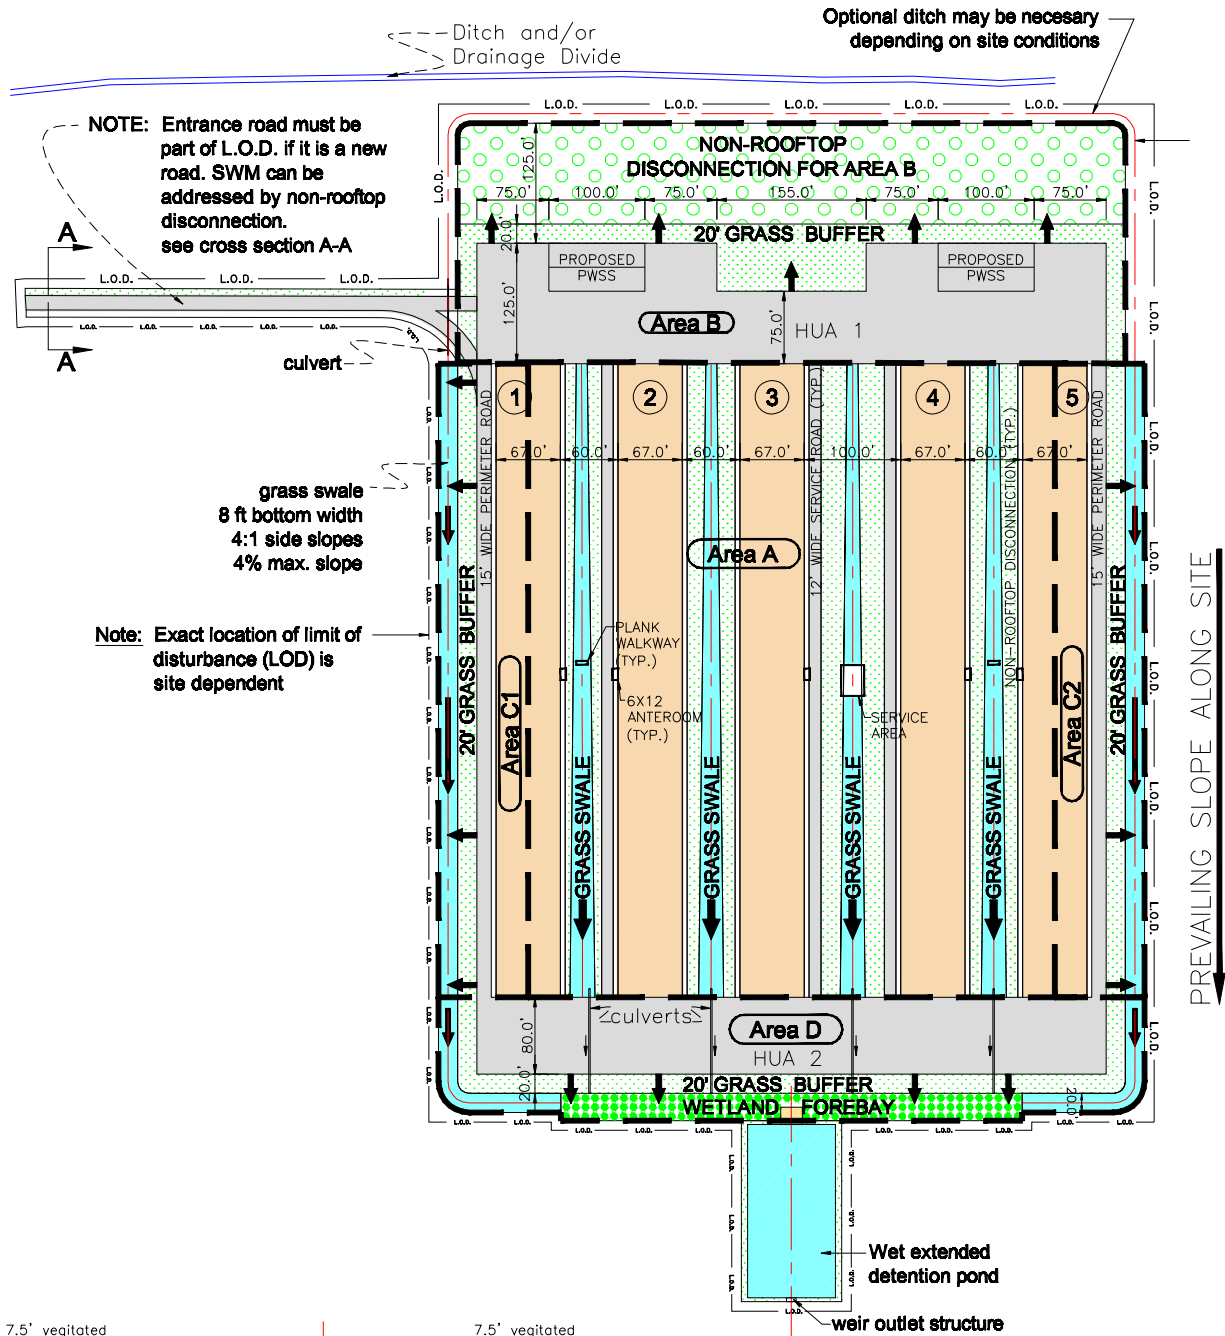 Optional ditch may be necesary
depending on site conditions
Ditch and/or
Drainage Divide
L.O.D. L.O.D. L.O.D. L.O.D. L.O.D.
NOTE: Entrance road must be
part of L.O.D. if it is a new
road. SWM can be
addressed by non-rooftop
disconnection.
see cross section A-A
NON-ROOFTOP
DISCONNECTION FOR AREA B
125.0'
L.O.D.
L.O.D.
75.0' 100.0' 75.0' 155.0' 75.0' 100.0' 75.0'
20.0'
20' GRASS BUFFER
A
L.O.D. L.O.D. L.O.D.
PROPOSED
PWSS
PROPOSED
PWSS
125.0'
75.0'
Area B
HUA 1
L.O.D.
L.O.D. L.O.D. L.O.D. L.O.D. L.O.D. L.O.D.
A
culvert
1 2 3 4 5
15' WIDE PERIMETER ROAD
12' WIDE SERVICE ROAD (TYP.)
NON-ROOFTOP DISCONNECTION (TYP.)
15' WIDE PERIMETER ROAD
67.0' 60.0' 67.0' 60.0' 67.0' 100.0' 67.0' 60.0' 67.0'
grass swale
8 ft bottom width
4:1 side slopes
4% max. slope
Area A
20' GRASS BUFFER
20' GRASS BUFFER
PREVAILING SLOPE ALONG SITE
Note: Exact location of limit of
disturbance (LOD) is
site dependent
PLANK
WALKWAY
(TYP.)
6X12
ANTEROOM
(TYP.)
SERVICE
AREA
Area C1
Area C2
GRASS SWALE
GRASS SWALE
GRASS SWALE
GRASS SWALE
L.O.D.
L.O.D.
L.O.D.
L.O.D.
L.O.D.
L.O.D.
culverts
Area D
HUA 2
80.0'
20.0'
20' GRASS BUFFER
20.0'
WETLAND FOREBAY
L.O.D. L.O.D. L.O.D. L.O.D. L.O.D. L.O.D. L.O.D.
L.O.D.
L.O.D.
L.O.D.
L.O.D.
L.O.D.
L.O.D.
Wet extended
detention pond
L.O.D.
weir outlet structure
7.5' vegitated
7.5' vegitated